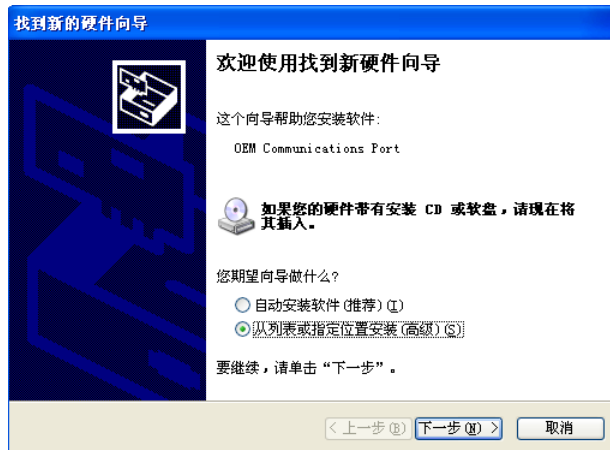 找到新的硬件向导
欢迎使用找到新硬件向导
这个向导帮助您安装软件:
OEM Communications Port
如果您的硬件带有安装 CD 或软盘，请现在将
其插入。
您期望向导做什么?
自动安装软件(推荐)(I)
从列表或指定位置安装(高级)(S)
要继续，请单击“下一步”。
< 上一步(B) 下一步(N) > 取消